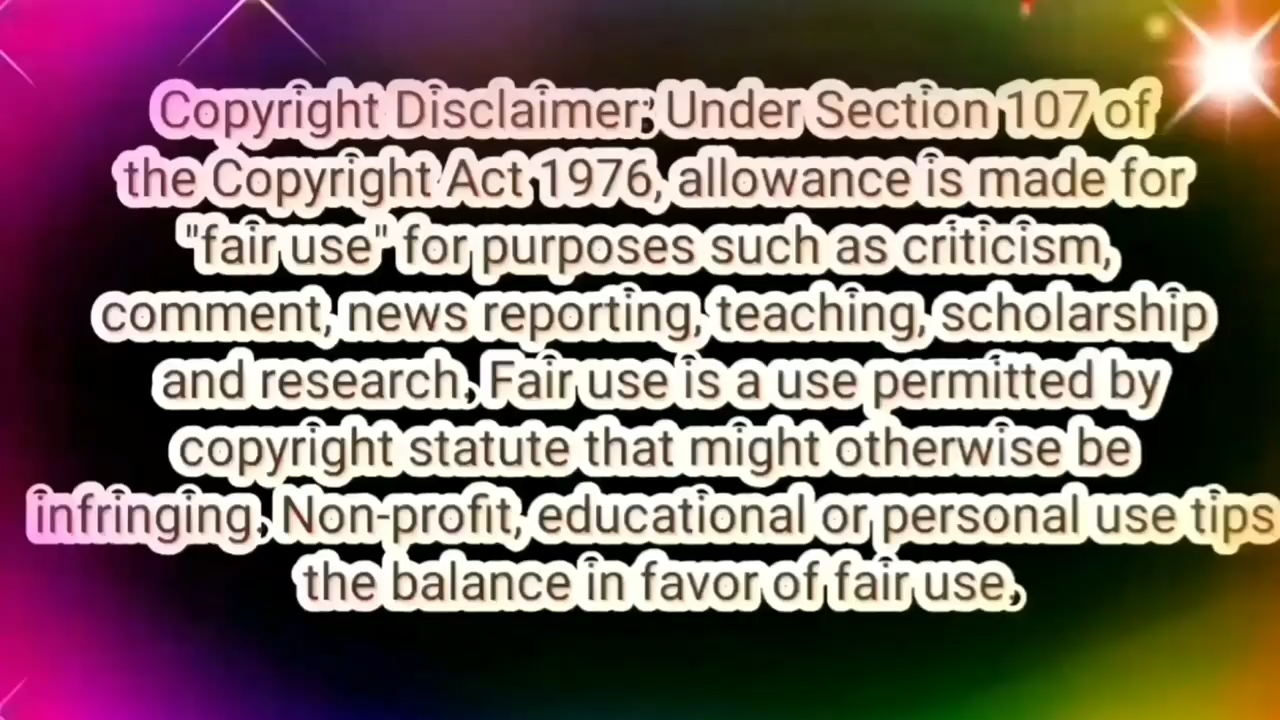 Copyright Disclaimer: Under Section 107 of
the Copyright Act 1976, allowance is made for
"fair use" for purposes such as criticism,
comment, news reporting, teaching, scholarship
and research. Fair use is a use permitted by
copyright statute that might otherwise be
infringing. Non-profit, educational or personal use tips
the balance in favor of fair use.